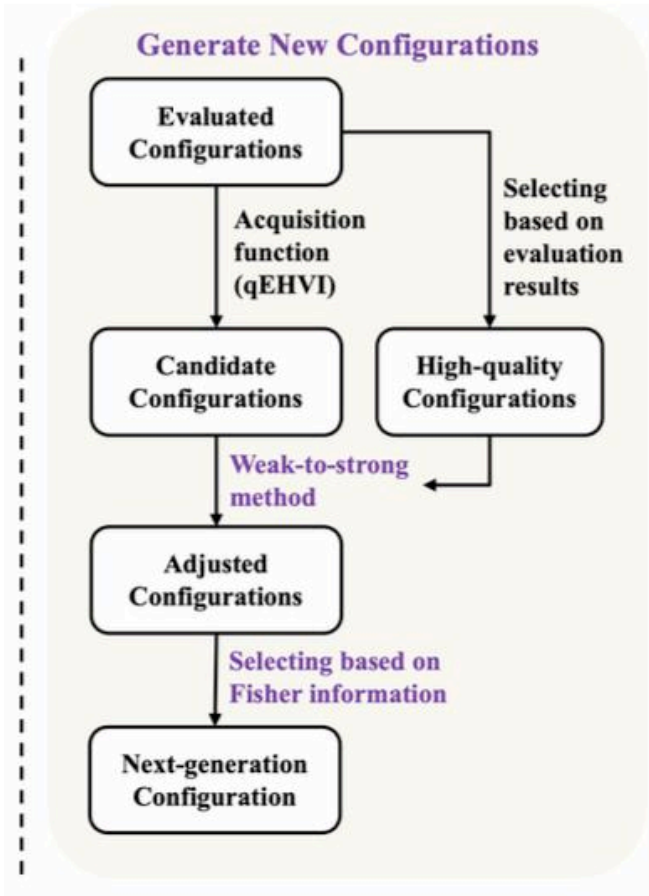 Generate New Configurations
Evaluated
Configurations
Acquisition
function
(qEHVI)
Selecting
based on
evaluation
results
Candidate
Configurations
High-quality
Configurations
Weak-to-strong
method
Adjusted
Configurations
Selecting based on
Fisher information
Next-generation
Configuration